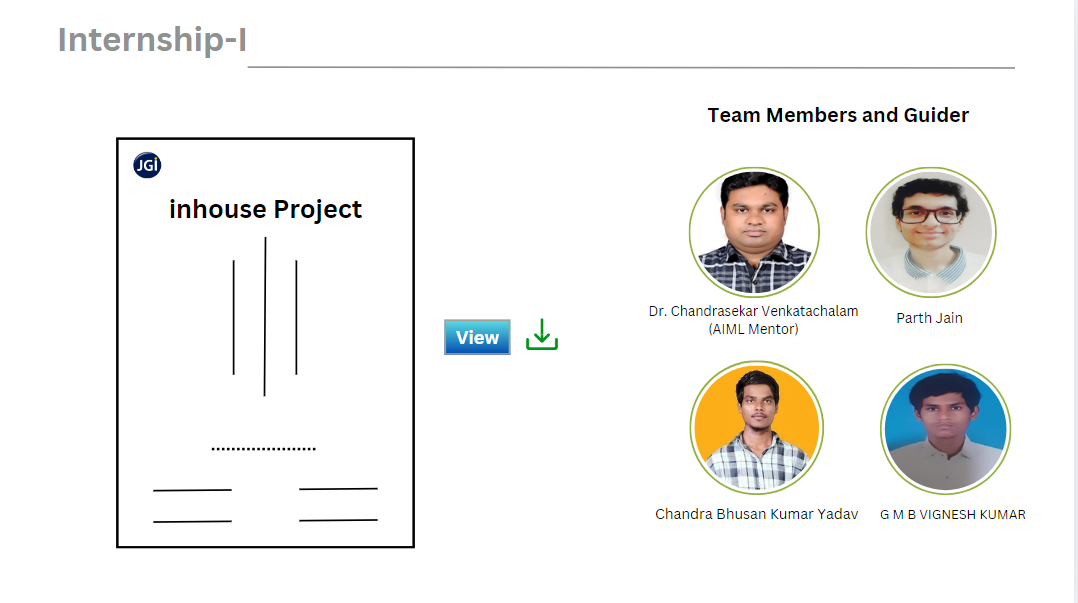 Internship-I
Team Members and Guider
JGi
inhouse Project
View
Dr. Chandrasekar Venkatachalam
(AIML Mentor)
Parth Jain
Chandra Bhusan Kumar Yadav
G M B VIGNESH KUMAR